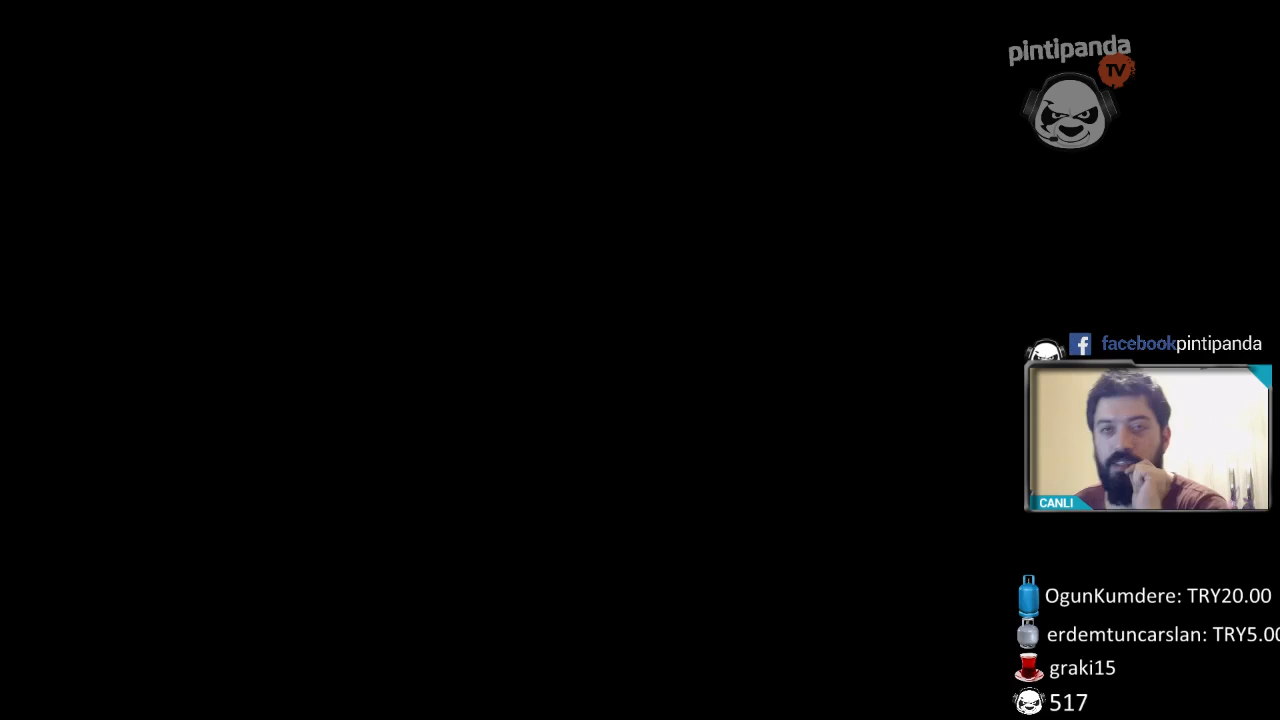 pintipanda
TV
facebookpintipanda
CANLI
OgunKumdere: TRY20.00
erdemtuncarslan: TRY5.00
graki15
517